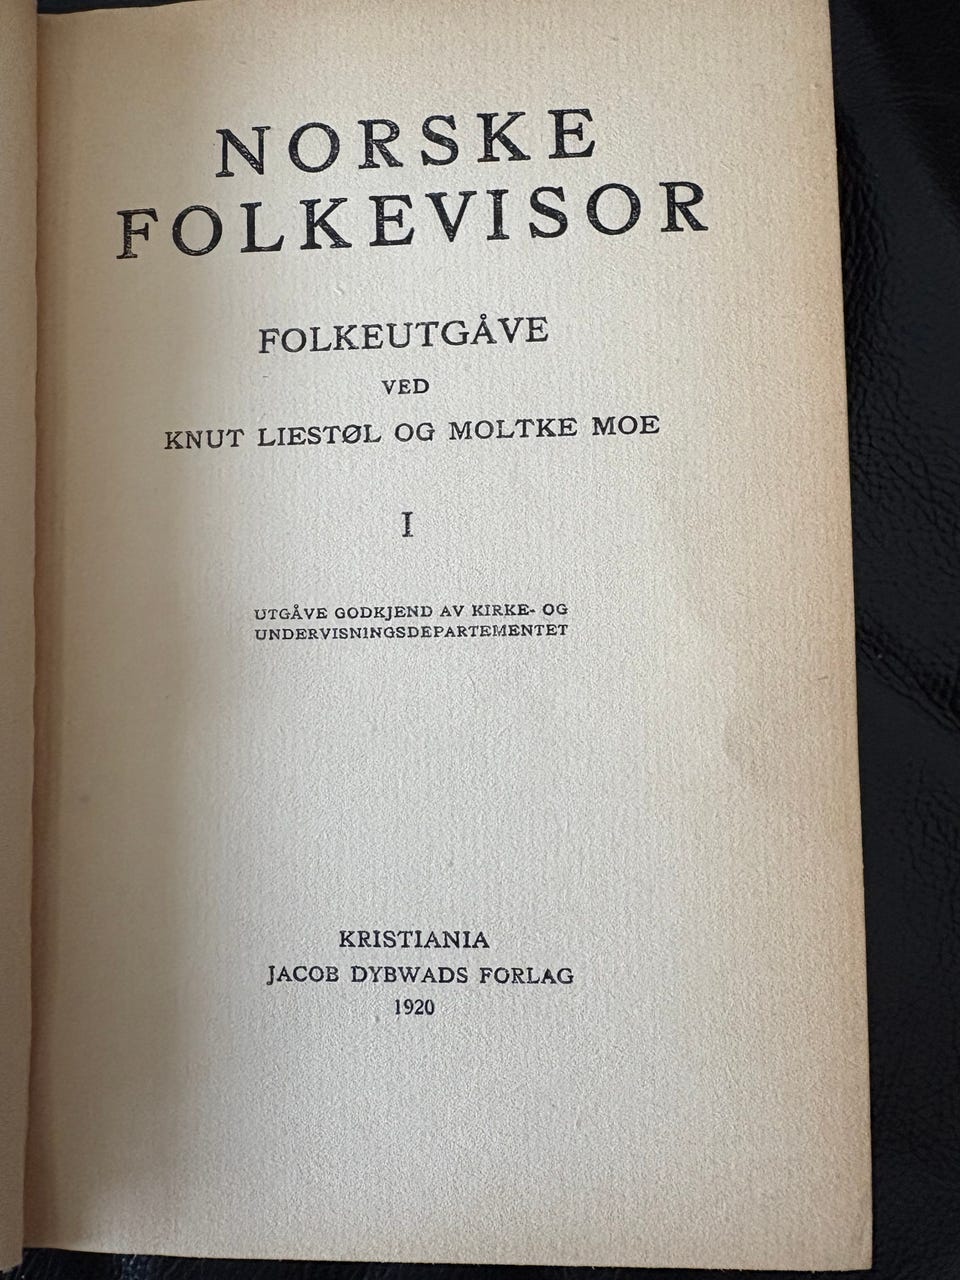 NORSKE
FOLKEVISOR
FOLKEUTGÅVE
VED
KNUT LIESTØL OG MOLTKE MOE
I
UTGÅVE GODKJEND AV KIRKE- OG
UNDERVISNINGSDEPARTEMENTET
KRISTIANIA
JACOB DYBWADS FORLAG
1920